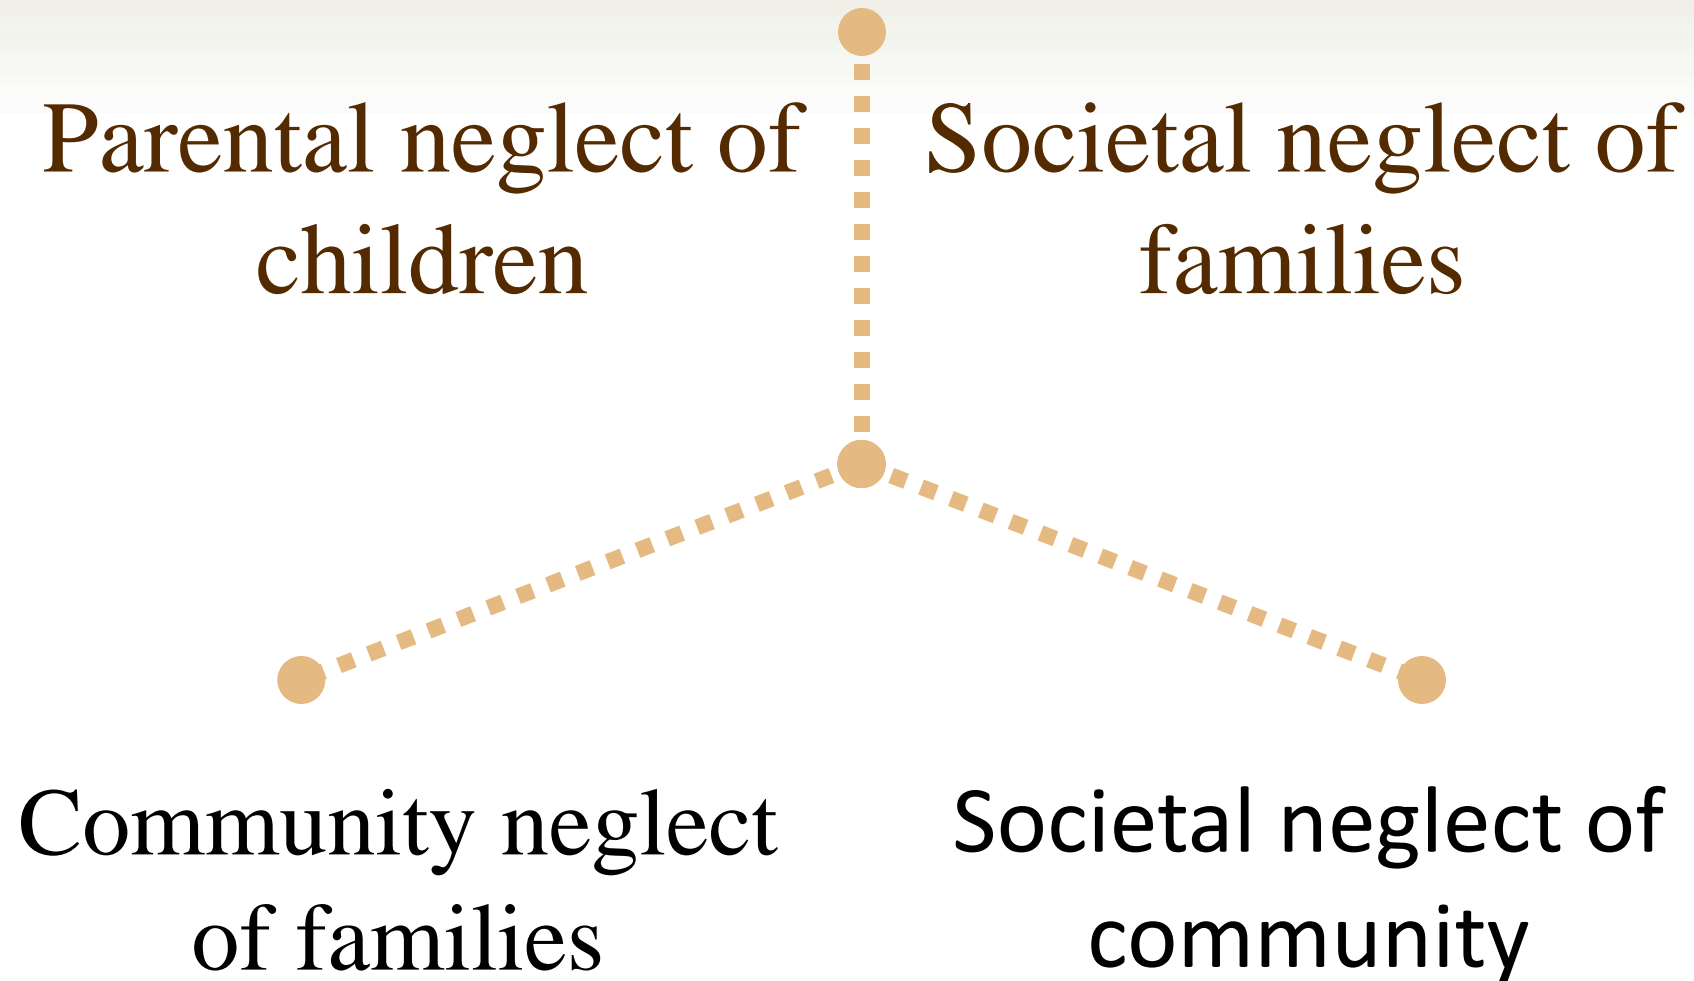 Parental neglect of
children
Societal neglect of
families
Community neglect
of families
Societal neglect of
community